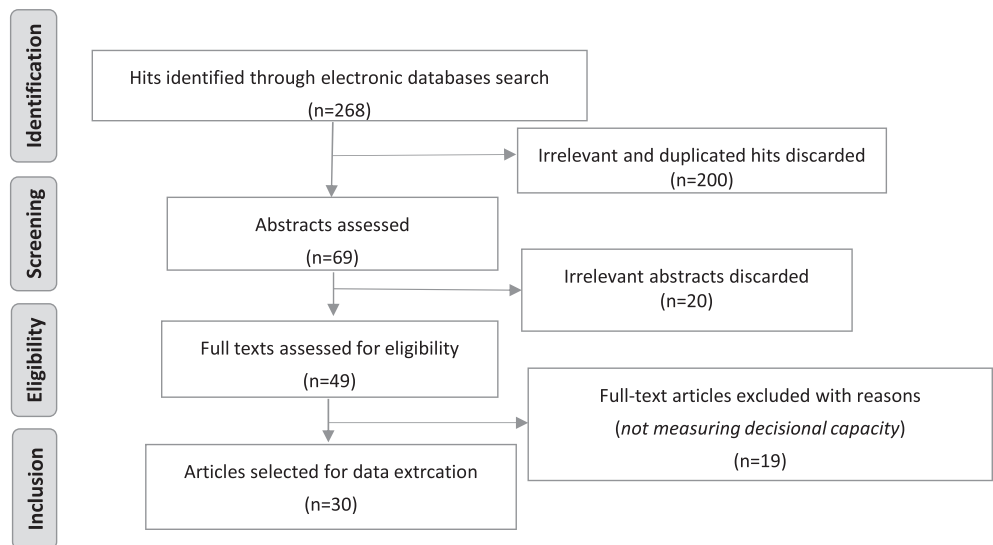 Identification
Hits identified through electronic databases search
(n=268)
Irrelevant and duplicated hits discarded
(n=200)
Screening
Abstracts assessed
(n=69)
Irrelevant abstracts discarded
(n=20)
Eligibility
Full texts assessed for eligibility
(n=49)
Full-text articles excluded with reasons
(not measuring decisional capacity)
(n=19)
Inclusion
Articles selected for data extrcation
(n=30)